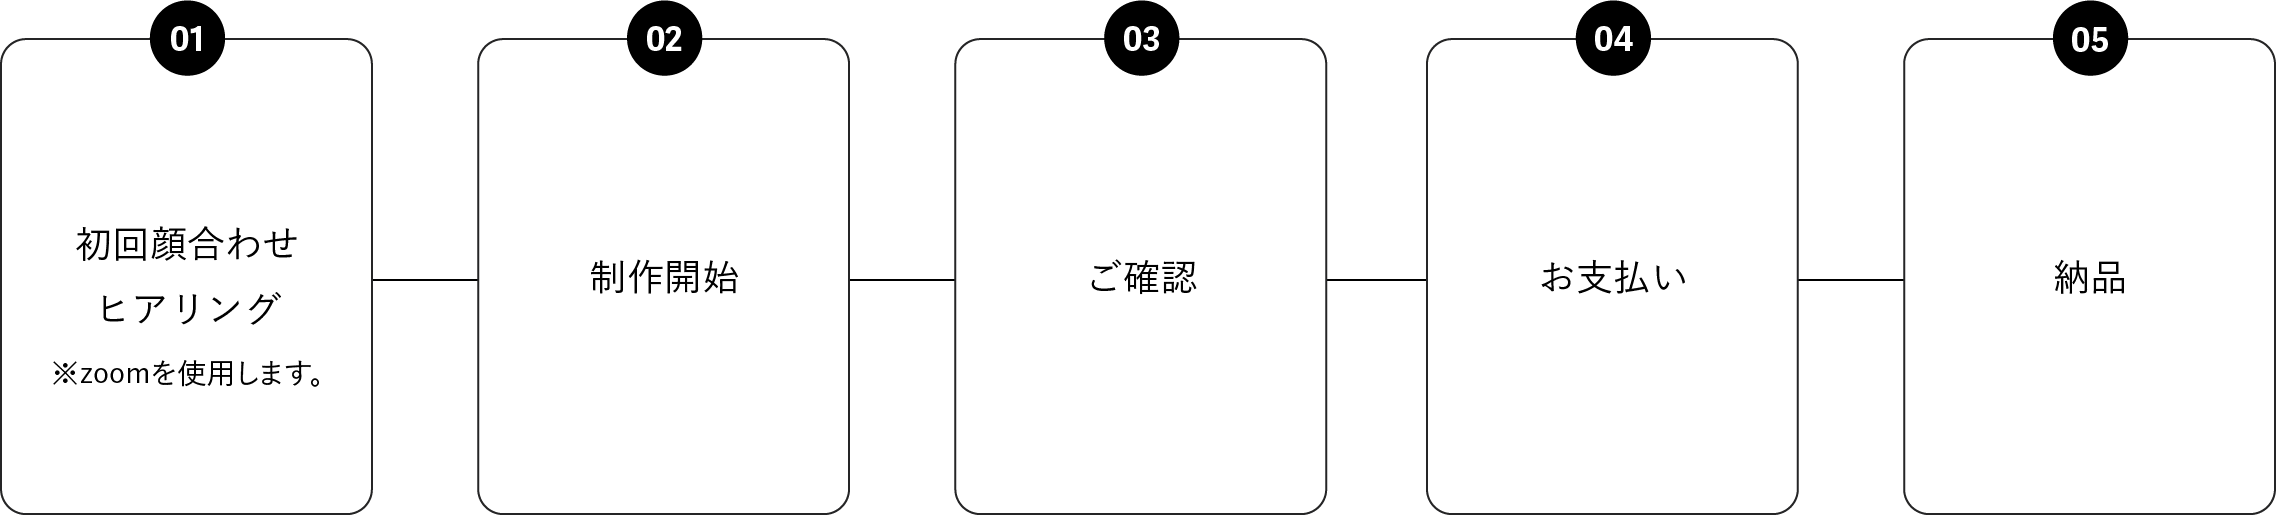 01
初回顔合わせ
ヒアリング
※zoomを使用します。
02
制作開始
03
ご確認
04
お支払い
05
納品